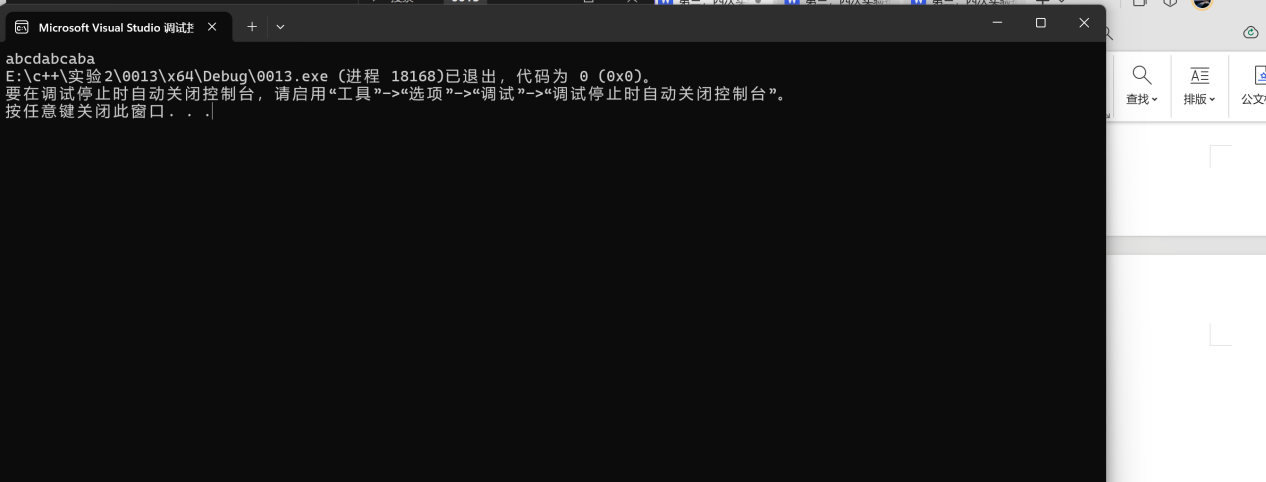 Microsoft Visual Studio 调试控
abcdabcaba
E:\c++\实验2\0013\x64\Debug\0013.exe (进程 18168)已退出，代码为 0 (0x0)。
要在调试停止时自动关闭控制台，请启用“工具”->“选项”->“调试”->“调试停止时自动关闭控制台”。
按任意键关闭此窗口. . .
查找 排版 公文